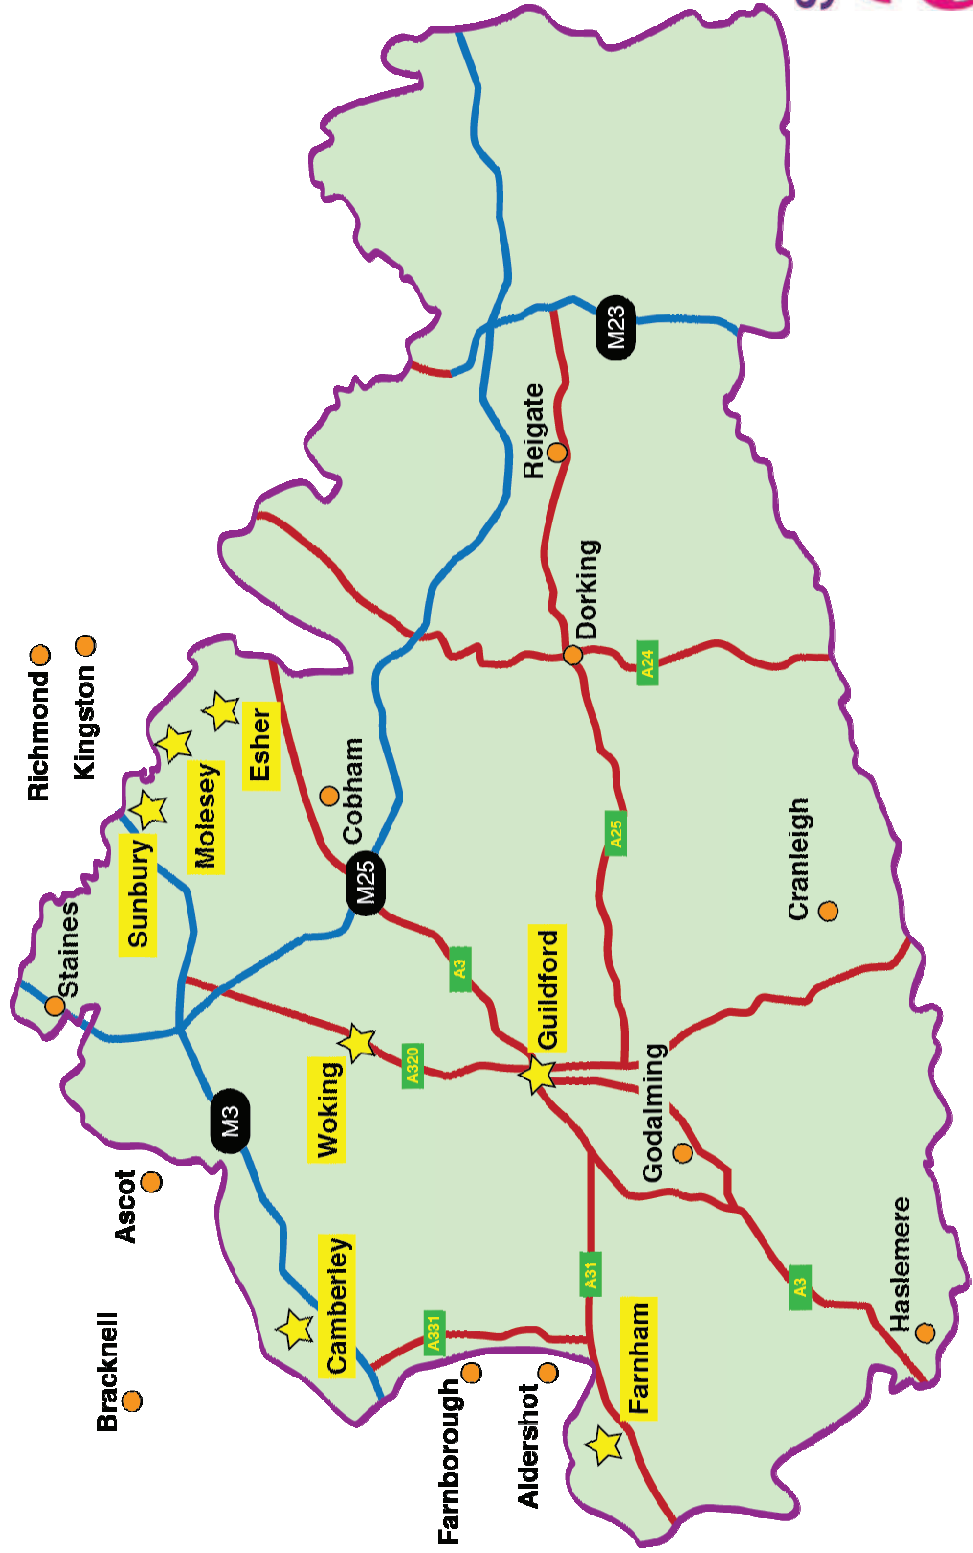 Richmond
Staines
Kingston
Bracknell
Ascot
Sunbury
Molesey
M3
Esher
Woking
Camberley
Cobham
M25
A320
A331
Farnborough
A3
Aldershot
Reigate
Guildford
Dorking
A31
A25
M23
Farnham
A24
Godalming
Cranleigh
A3
Haslemere